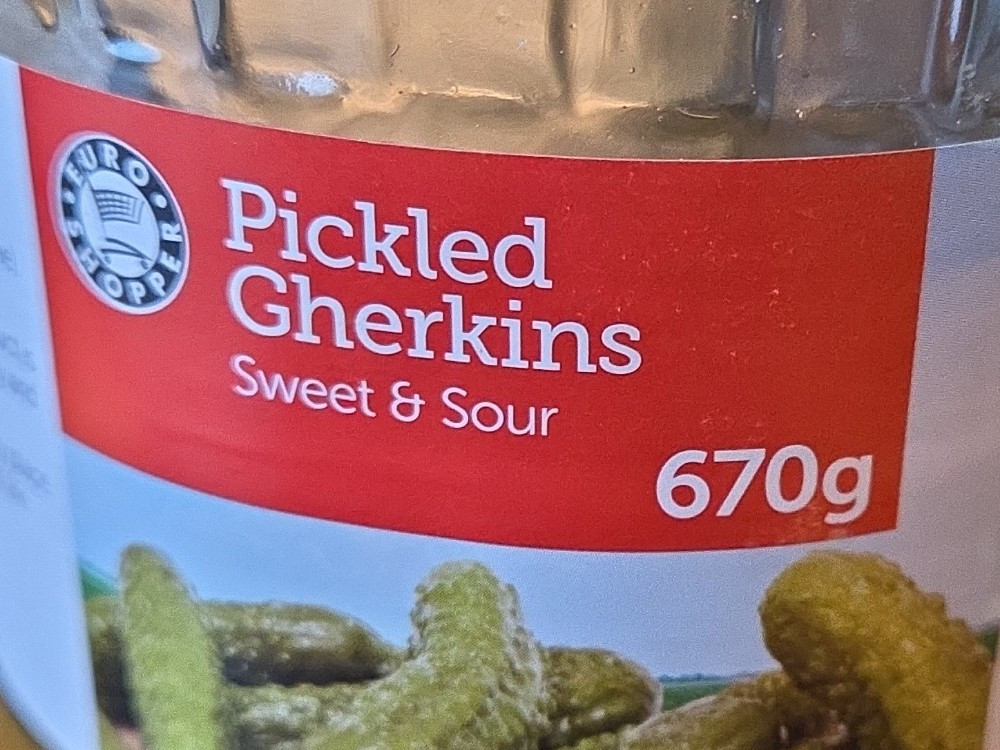 EURO
SHOPPER
Pickled
Gherkins
Sweet & Sour
670g